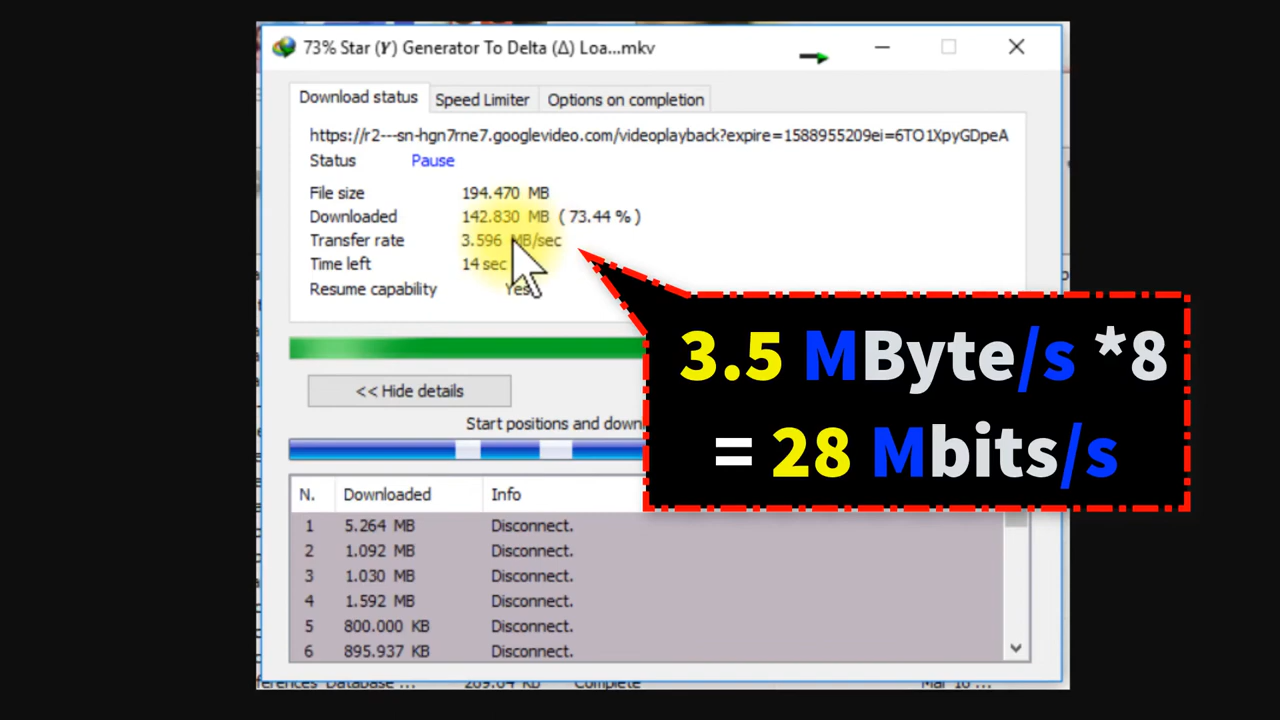 73% Star (Y) Generator To Delta (Δ) Loa...mkv
Download status
Speed Limiter
Options on completion
https://r2---sn-hgn7rne7.googlevideo.com/videoplayback?expire=1588955209ei=6TO1XpyGDpeA
Status Pause
File size 194.470 MB
Downloaded 142.830 MB ( 73.44 % )
Transfer rate 3.596 MB/sec
Time left 14 sec
Resume capability Yes
3.5 MByte/s *8
= 28 Mbits/s
<< Hide details
Start positions and down
N. Downloaded Info
1 5.264 MB Disconnect.
2 1.092 MB Disconnect.
3 1.030 MB Disconnect.
4 1.592 MB Disconnect.
5 800.000 KB Disconnect.
6 895.937 KB Disconnect.